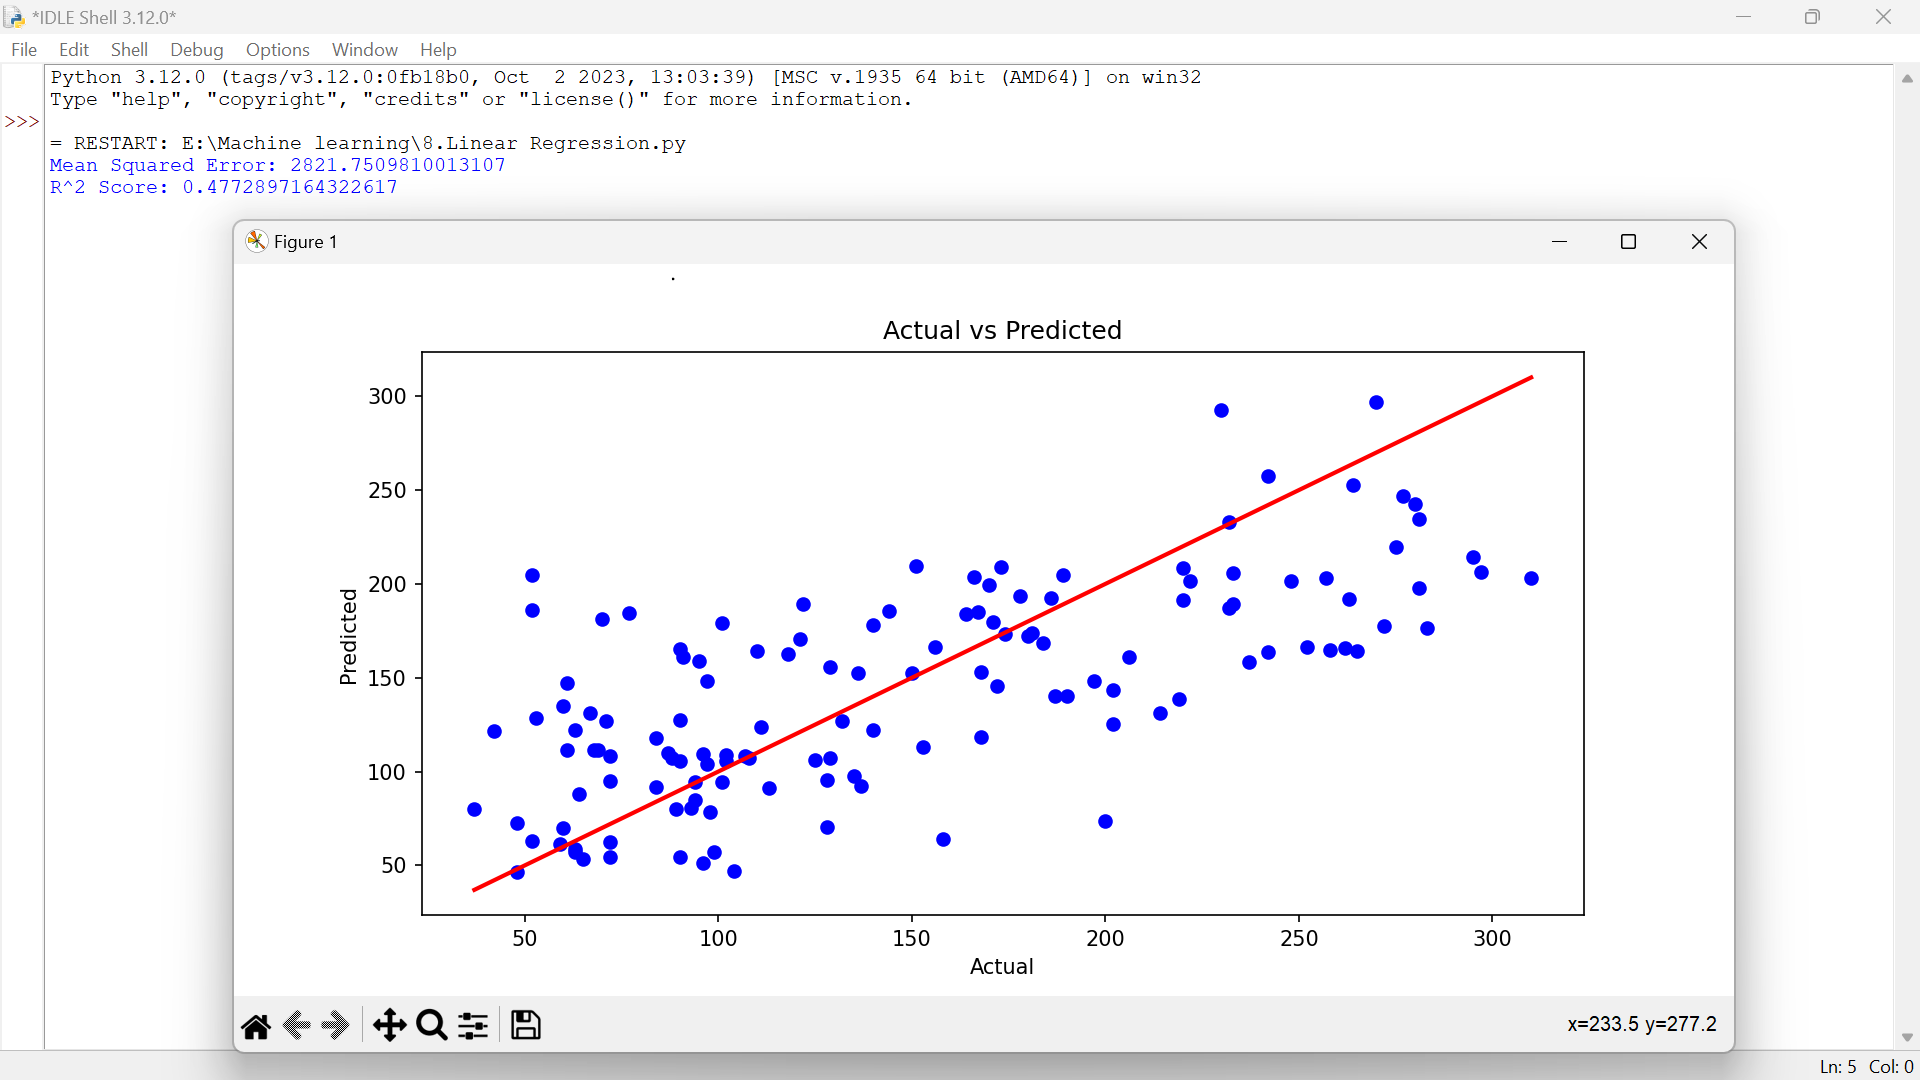 *IDLE Shell 3.12.0*
File Edit Shell Debug Options Window Help
Python 3.12.0 (tags/v3.12.0:0fb18b0, Oct  2 2023, 13:03:39) [MSC v.1935 64 bit (AMD64)] on win32
Type "help", "copyright", "credits" or "license()" for more information.
>>>
= RESTART: E:\Machine learning\8.Linear Regression.py
Mean Squared Error: 2821.7509810013107
R^2 Score: 0.4772897164322617
Figure 1
Actual vs Predicted
300
250
200
150
100
50
Predicted
50 100 150 200 250 300
Actual
x=233.5 y=277.2
Ln: 5 Col: 0